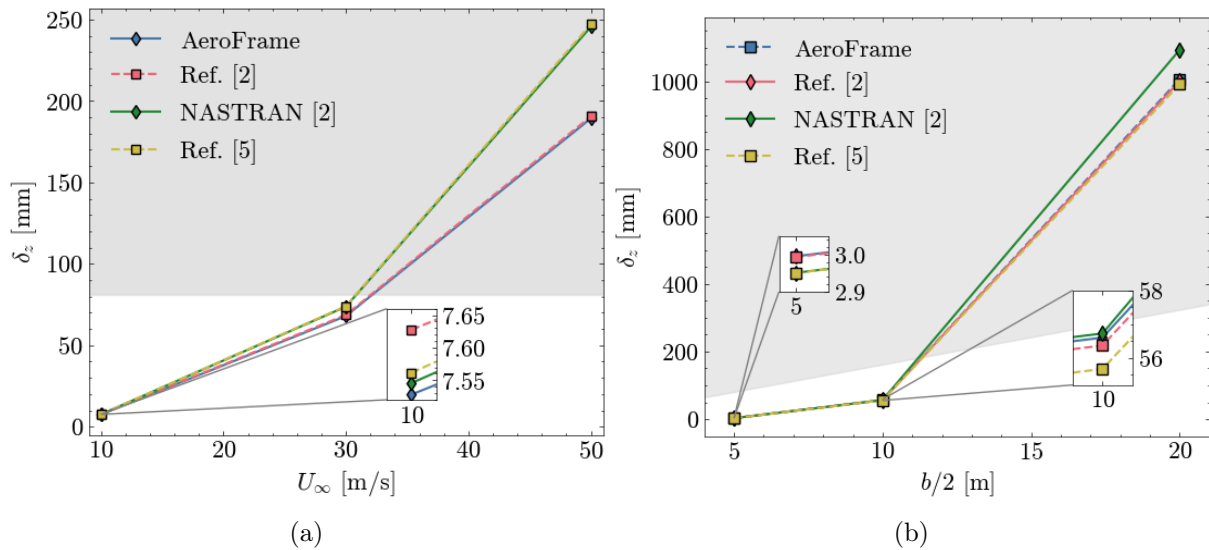 250
200
150
100
50
0
δz [mm]
AeroFrame
Ref. [2]
NASTRAN [2]
Ref. [5]
7.65
7.60
7.55
10
10
20
30
40
50
U∞ [m/s]
(a)
1000
800
600
400
200
0
δz [mm]
AeroFrame
Ref. [2]
NASTRAN [2]
Ref. [5]
3.0
2.9
5
58
56
10
5
10
15
20
b/2 [m]
(b)